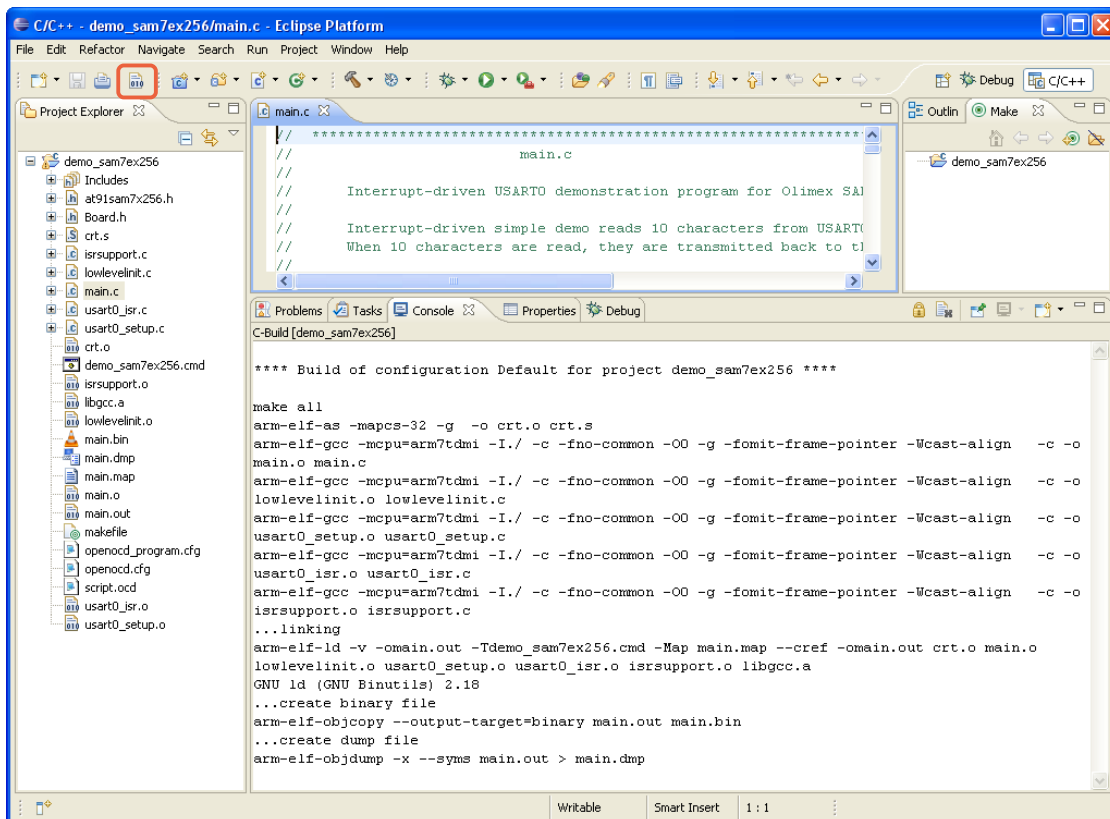 C/C++ - demo_sam7ex256/main.c - Eclipse Platform
File Edit Refactor Navigate Search Run Project Window Help
010
Debug C/C++
Project Explorer
main.c
Outlin Make
demo_sam7ex256
Includes
at91sam7x256.h
Board.h
crt.s
isrsupport.c
lowlevelinit.c
main.c
usart0_isr.c
usart0_setup.c
crt.o
demo_sam7ex256.cmd
isrsupport.o
libgcc.a
lowlevelinit.o
main.bin
main.dmp
main.map
main.o
main.out
makefile
openocd_program.cfg
openocd.cfg
script.ocd
usart0_isr.o
usart0_setup.o
// ****************************************************************
// main.c
//
// Interrupt-driven USART0 demonstration program for Olimex SA
//
// Interrupt-driven simple demo reads 10 characters from USART0
// When 10 characters are read, they are transmitted back to t
//
demo_sam7ex256
Problems Tasks Console Properties Debug
C-Build [demo_sam7ex256]
**** Build of configuration Default for project demo_sam7ex256 ****
make all
arm-elf-as -mapcs-32 -g -o crt.o crt.s
arm-elf-gcc -mcpu=arm7tdmi -I./ -c -fno-common -O0 -g -fomit-frame-pointer -Wcast-align -c -o
main.o main.c
arm-elf-gcc -mcpu=arm7tdmi -I./ -c -fno-common -O0 -g -fomit-frame-pointer -Wcast-align -c -o
lowlevelinit.o lowlevelinit.c
arm-elf-gcc -mcpu=arm7tdmi -I./ -c -fno-common -O0 -g -fomit-frame-pointer -Wcast-align -c -o
usart0_setup.o usart0_setup.c
arm-elf-gcc -mcpu=arm7tdmi -I./ -c -fno-common -O0 -g -fomit-frame-pointer -Wcast-align -c -o
usart0_isr.o usart0_isr.c
arm-elf-gcc -mcpu=arm7tdmi -I./ -c -fno-common -O0 -g -fomit-frame-pointer -Wcast-align -c -o
isrsupport.o isrsupport.c
...linking
arm-elf-ld -v -omain.out -Tdemo_sam7ex256.cmd -Map main.map --cref -omain.out crt.o main.o
lowlevelinit.o usart0_setup.o usart0_isr.o isrsupport.o libgcc.a
GNU ld (GNU Binutils) 2.18
...create binary file
arm-elf-objcopy --output-target=binary main.out main.bin
...create dump file
arm-elf-objdump -x --syms main.out > main.dmp
Writable Smart Insert 1 : 1